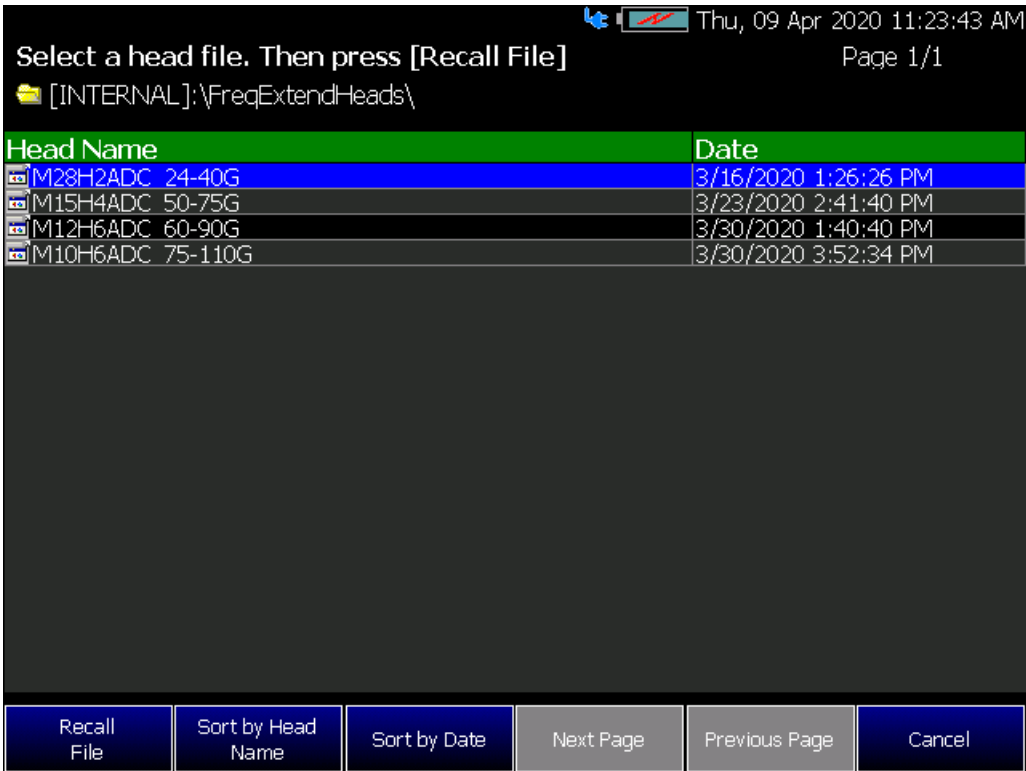 Thu, 09 Apr 2020 11:23:43 AM
Select a head file. Then press [Recall File] Page 1/1
[INTERNAL]:\FreqExtendHeads\
Head Name Date
M28H2ADC 24-40G 3/16/2020 1:26:26 PM
M15H4ADC 50-75G 3/23/2020 2:41:40 PM
M12H6ADC 60-90G 3/30/2020 1:40:40 PM
M10H6ADC 75-110G 3/30/2020 3:52:34 PM
Recall File
Sort by Head Name
Sort by Date
Next Page
Previous Page
Cancel